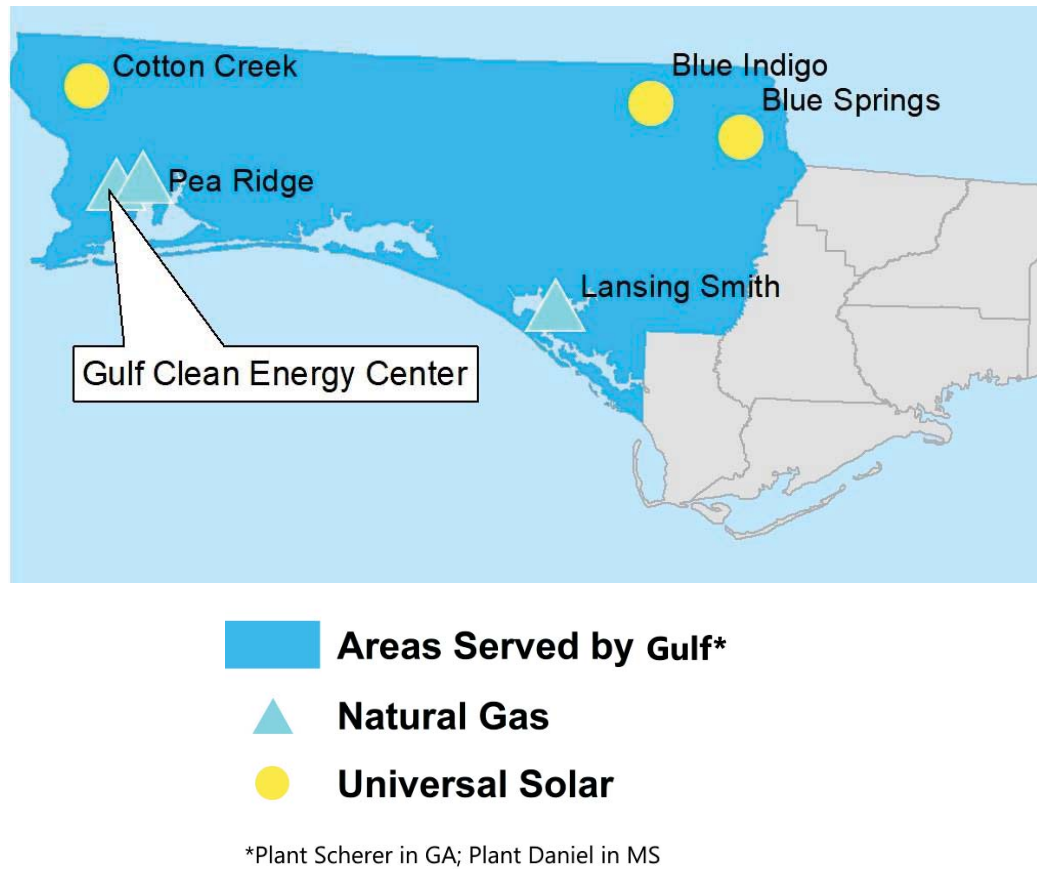 Cotton Creek
Blue Indigo
Blue Springs
Pea Ridge
Lansing Smith
Gulf Clean Energy Center
Areas Served by Gulf*
Natural Gas
Universal Solar
*Plant Scherer in GA; Plant Daniel in MS